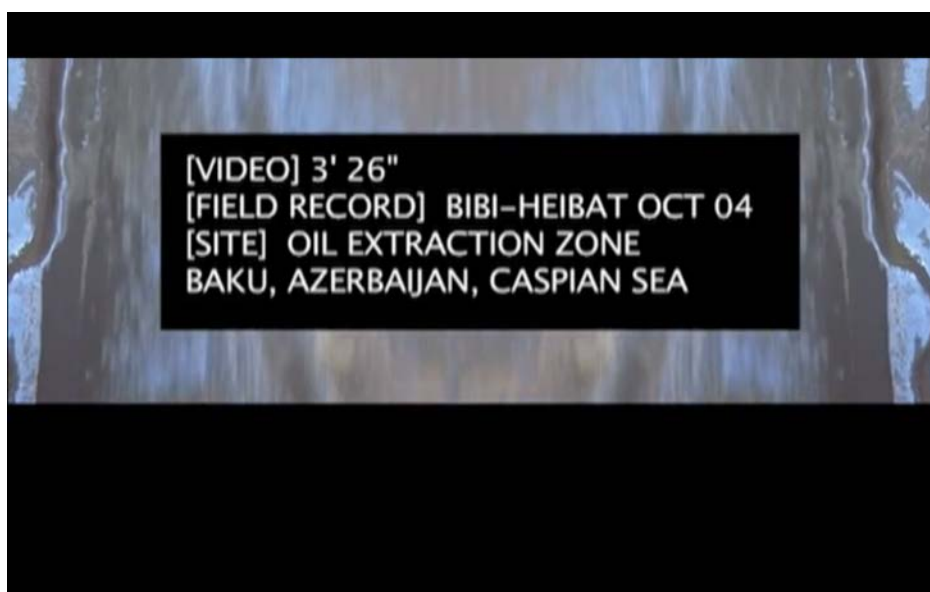 [VIDEO] 3' 26"
[FIELD RECORD]  BIBI-HEIBAT OCT 04
[SITE]  OIL EXTRACTION ZONE
BAKU, AZERBAIJAN, CASPIAN SEA